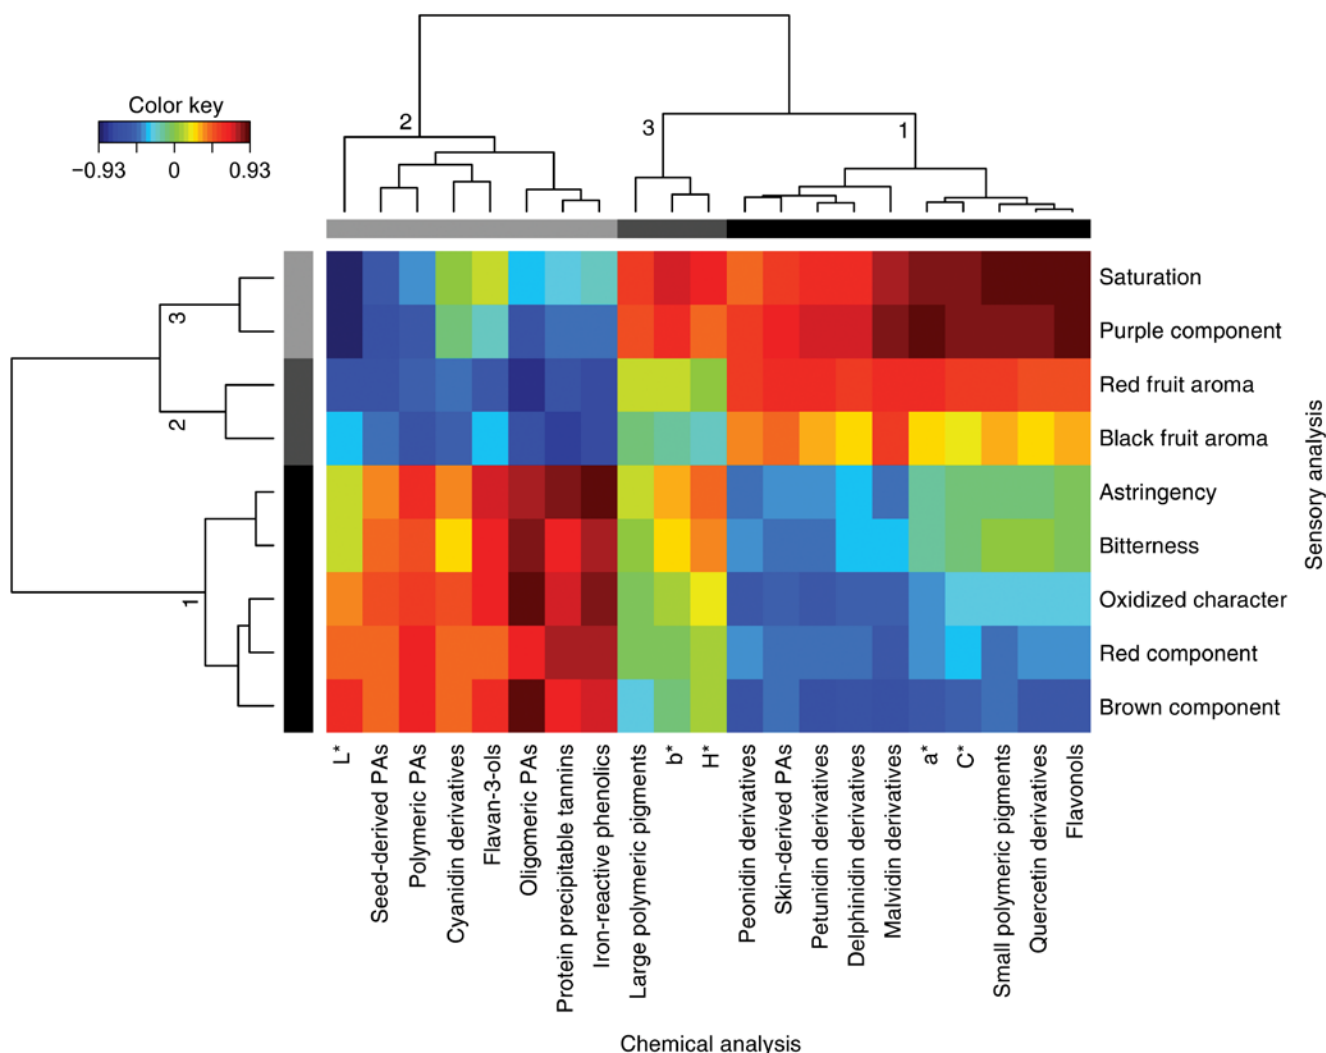 Color key
−0.93 0 0.93
2
3
1
3
2
1
Saturation
Purple component
Red fruit aroma
Black fruit aroma
Astringency
Bitterness
Oxidized character
Red component
Brown component
Sensory analysis
L*
Seed-derived PAs
Polymeric PAs
Cyanidin derivatives
Flavan-3-ols
Oligomeric PAs
Protein precipitable tannins
Iron-reactive phenolics
Large polymeric pigments
b*
H*
Peonidin derivatives
Skin-derived PAs
Petunidin derivatives
Delphinidin derivatives
Malvidin derivatives
a*
C*
Small polymeric pigments
Quercetin derivatives
Flavonols
Chemical analysis